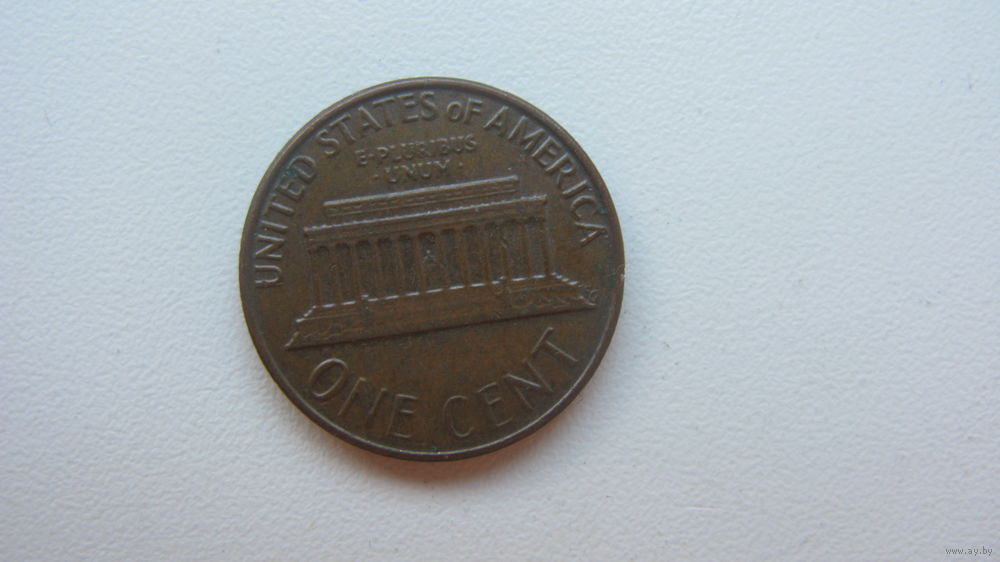 UNITED STATES OF AMERICA
E·PLURIBUS
·UNUM·
ONE CENT
www.ay.by